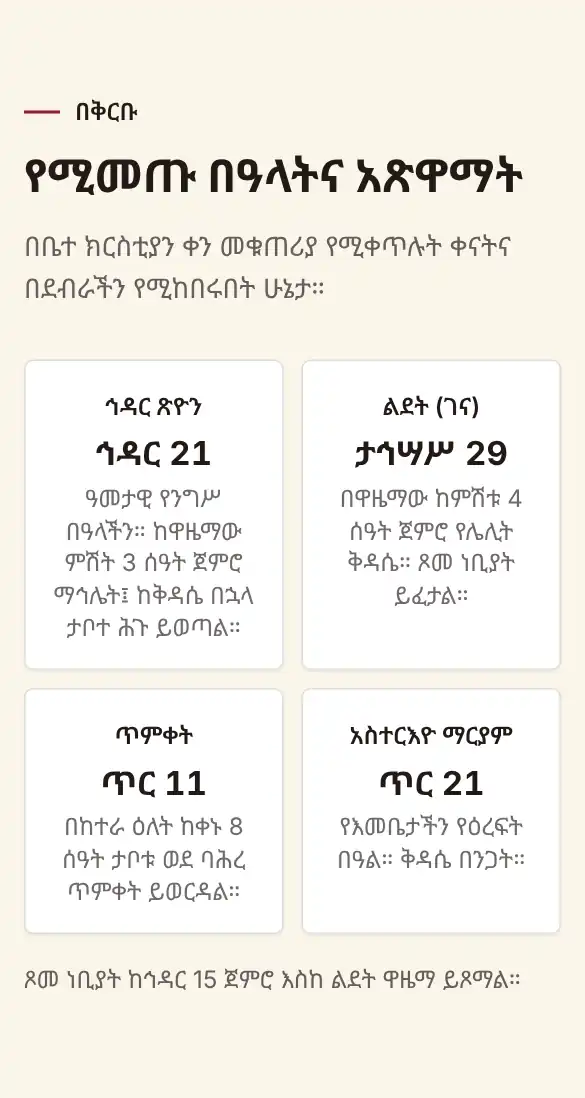 በቅርቡ
የሚመጡ በዓላትና አጽዋማት
በቤተ ክርስቲያን ቀን መቁጠሪያ የሚቀጥሉት ቀናትና
በደብራችን የሚከበሩበት ሁኔታ።
ኅዳር ጽዮን
ኅዳር 21
ዓመታዊ የንግሥ
በዓላችን። ከዋዜማው
ምሽት 3 ሰዓት ጀምሮ
ማኅሌት፤ ከቅዳሴ በኋላ
ታቦተ ሕጉ ይወጣል።
ልደት (ገና)
ታኅሣሥ 29
በዋዜማው ከምሽቱ 4
ሰዓት ጀምሮ የሌሊት
ቅዳሴ። ጾመ ነቢያት
ይፈታል።
ጥምቀት
ጥር 11
በከተራ ዕለት ከቀኑ 8
ሰዓት ታቦቱ ወደ ባሕረ
ጥምቀት ይወርዳል።
አስተርእዮ ማርያም
ጥር 21
የእመቤታችን የዕረፍት
በዓል። ቅዳሴ በንጋት።
ጾመ ነቢያት ከኅዳር 15 ጀምሮ እስከ ልደት ዋዜማ ይጾማል።